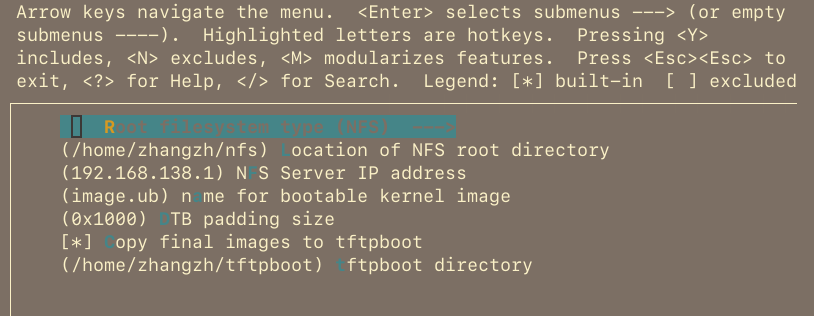 Arrow keys navigate the menu.  <Enter> selects submenus ---> (or empty
submenus ----).  Highlighted letters are hotkeys.  Pressing <Y>
includes, <N> excludes, <M> modularizes features.  Press <Esc><Esc> to
exit, <?> for Help, </> for Search.  Legend: [*] built-in  [ ] excluded
Root filesystem type (NFS)  --->
(/home/zhangzh/nfs) Location of NFS root directory
(192.168.138.1) NFS Server IP address
(image.ub) name for bootable kernel image
(0x1000) DTB padding size
[*] Copy final images to tftpboot
(/home/zhangzh/tftpboot) tftpboot directory